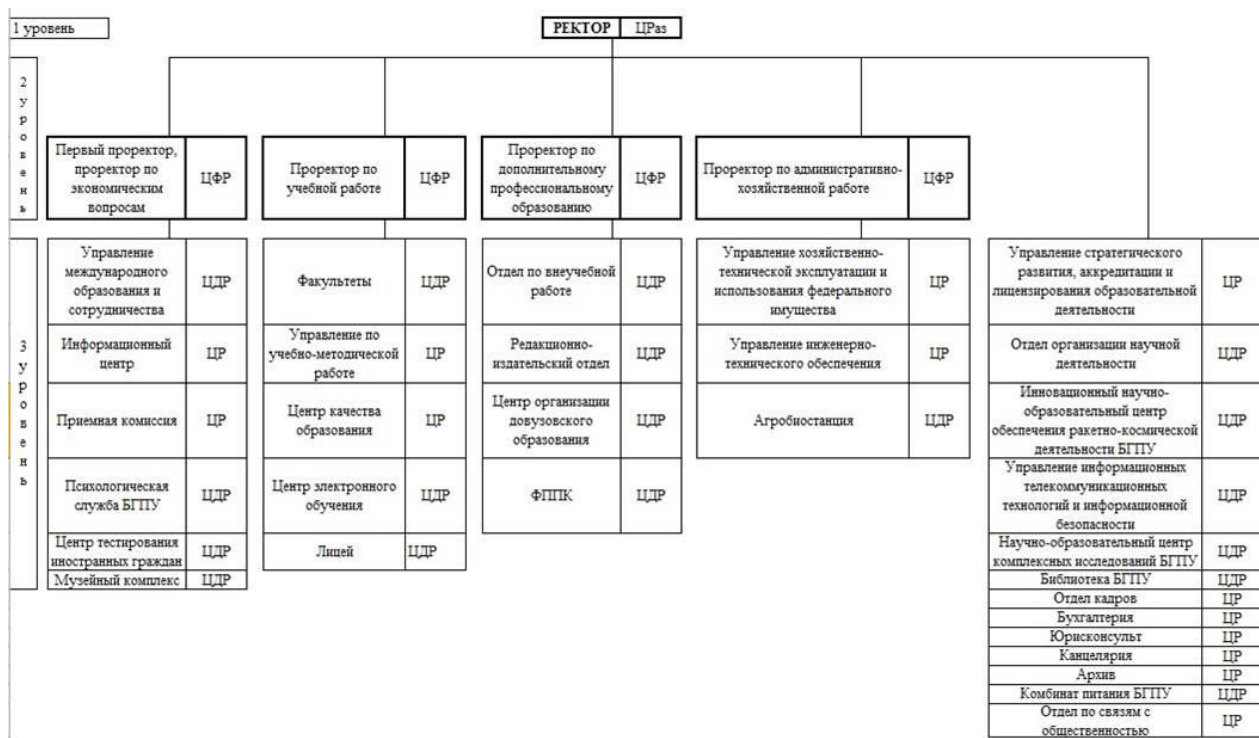 1 уровень
РЕКТОР ЦРаз
2
у
р
о
в
е
н
ь
Первый проректор,
проректор по
экономическим
вопросам
ЦФР
Проректор по
учебной работе
ЦФР
Проректор по
дополнительному
профессиональному
образованию
ЦФР
Проректор по административно-
хозяйственной работе
ЦФР
3
у
р
о
в
е
н
ь
Управление
международного
образования и
сотрудничества
ЦДР
Информационный
центр
ЦР
Приемная комиссия
ЦР
Психологическая
служба БГПУ
ЦДР
Центр тестирования
иностранных граждан
ЦДР
Музейный комплекс
ЦДР
Факультеты
ЦДР
Управление по
учебно-методической
работе
ЦР
Центр качества
образования
ЦР
Центр электронного
обучения
ЦДР
Лицей
ЦДР
Отдел по внеучебной
работе
ЦДР
Редакционно-
издательский отдел
ЦДР
Центр организации
довузовского
образования
ЦДР
ФППК
ЦДР
Управление хозяйственно-
технической эксплуатации и
использования федерального
имущества
ЦР
Управление инженерно-
технического обеспечения
ЦР
Агробиостанция
ЦДР
Управление стратегического
развития, аккредитации и
лицензирования образовательной
деятельности
ЦР
Отдел организации научной
деятельности
ЦДР
Инновационный научно-
образовательный центр
обеспечения ракетно-космической
деятельности БГПУ
ЦДР
Управление информационных
телекоммуникационных
технологий и информационной
безопасности
ЦДР
Научно-образовательный центр
комплексных исследований БГПУ
ЦДР
Библиотека БГПУ
ЦДР
Отдел кадров
ЦР
Бухгалтерия
ЦР
Юрисконсульт
ЦР
Канцелярия
ЦР
Архив
ЦР
Комбинат питания БГПУ
ЦДР
Отдел по связям с
общественностью
ЦР